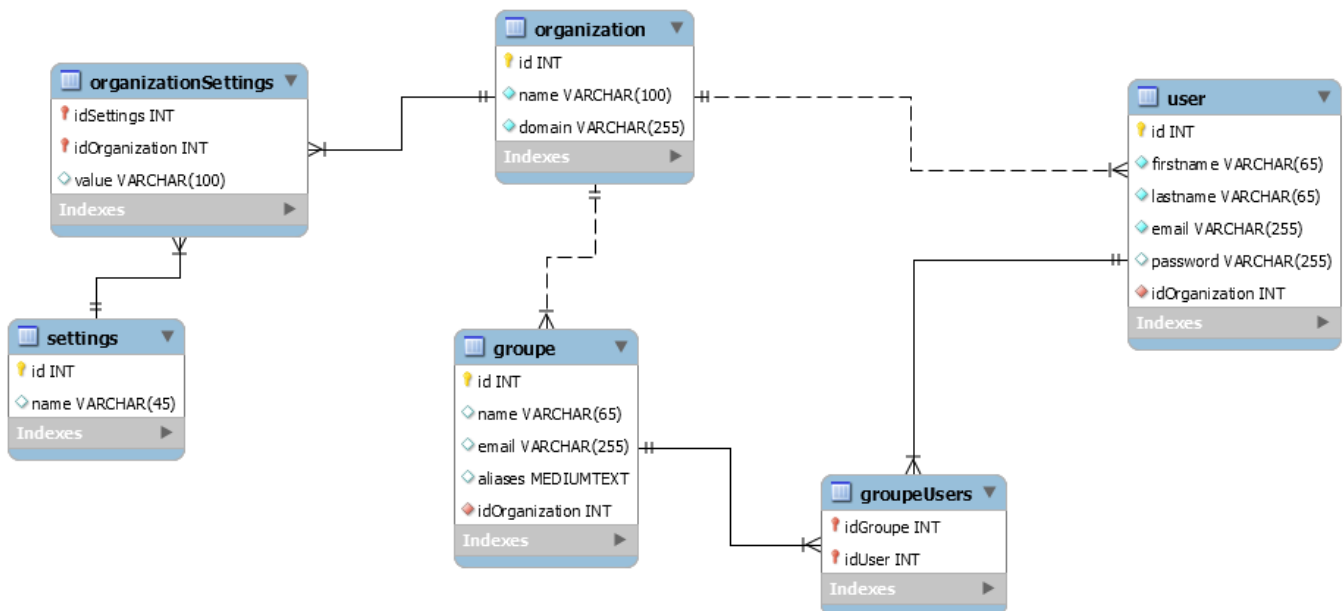 organization
id INT
name VARCHAR(100)
domain VARCHAR(255)
Indexes
organizationSettings
idSettings INT
idOrganization INT
value VARCHAR(100)
Indexes
user
id INT
firstname VARCHAR(65)
lastname VARCHAR(65)
email VARCHAR(255)
password VARCHAR(255)
idOrganization INT
Indexes
settings
id INT
name VARCHAR(45)
Indexes
groupe
id INT
name VARCHAR(65)
email VARCHAR(255)
aliases MEDIUMTEXT
idOrganization INT
Indexes
groupeUsers
idGroupe INT
idUser INT
Indexes